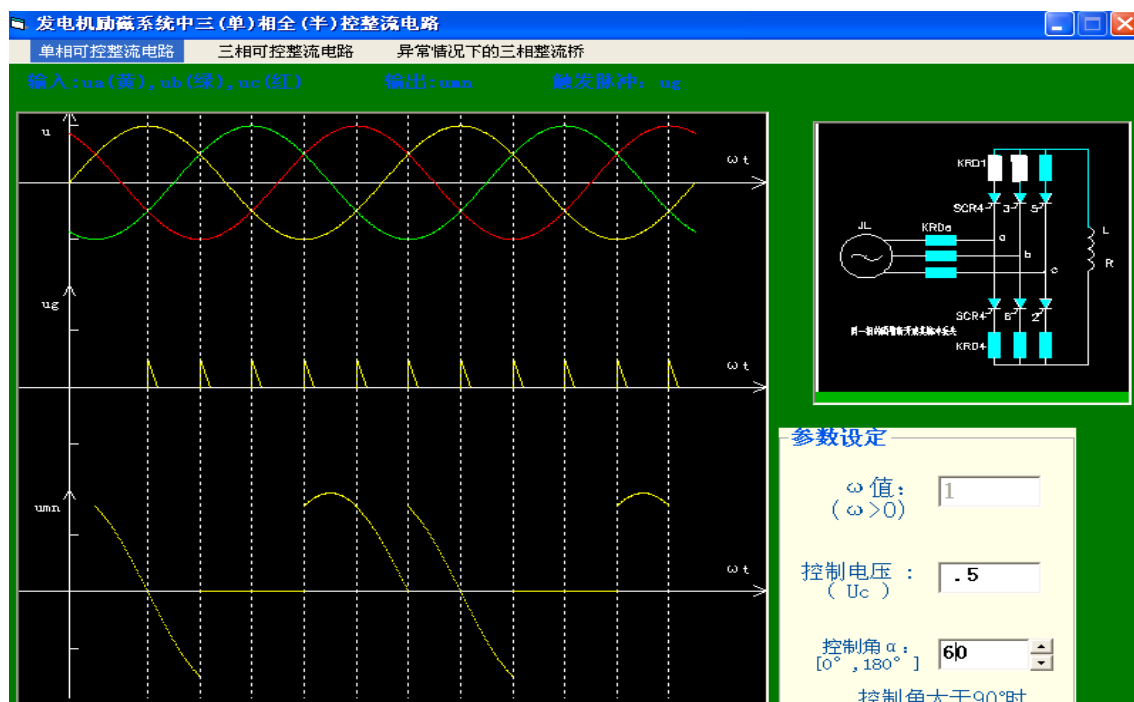 发电机励磁系统中三(单)相全(半)控整流电路
单相可控整流电路 三相可控整流电路 异常情况下的三相整流桥
输入:ua(黄),ub(绿),uc(红) 输出:umn 触发脉冲: ug
u
ωt
ug
ωt
umn
ωt
KRD1
SCR4 3 5
JL KRDa
a
b
c
L
R
SCR4 6 2
KRD4
参数设定
ω值:
(ω>0)
1
控制电压 :
( Uc )
.5
控制角α:
[0° ,180° ]
60
控制角大于90°时